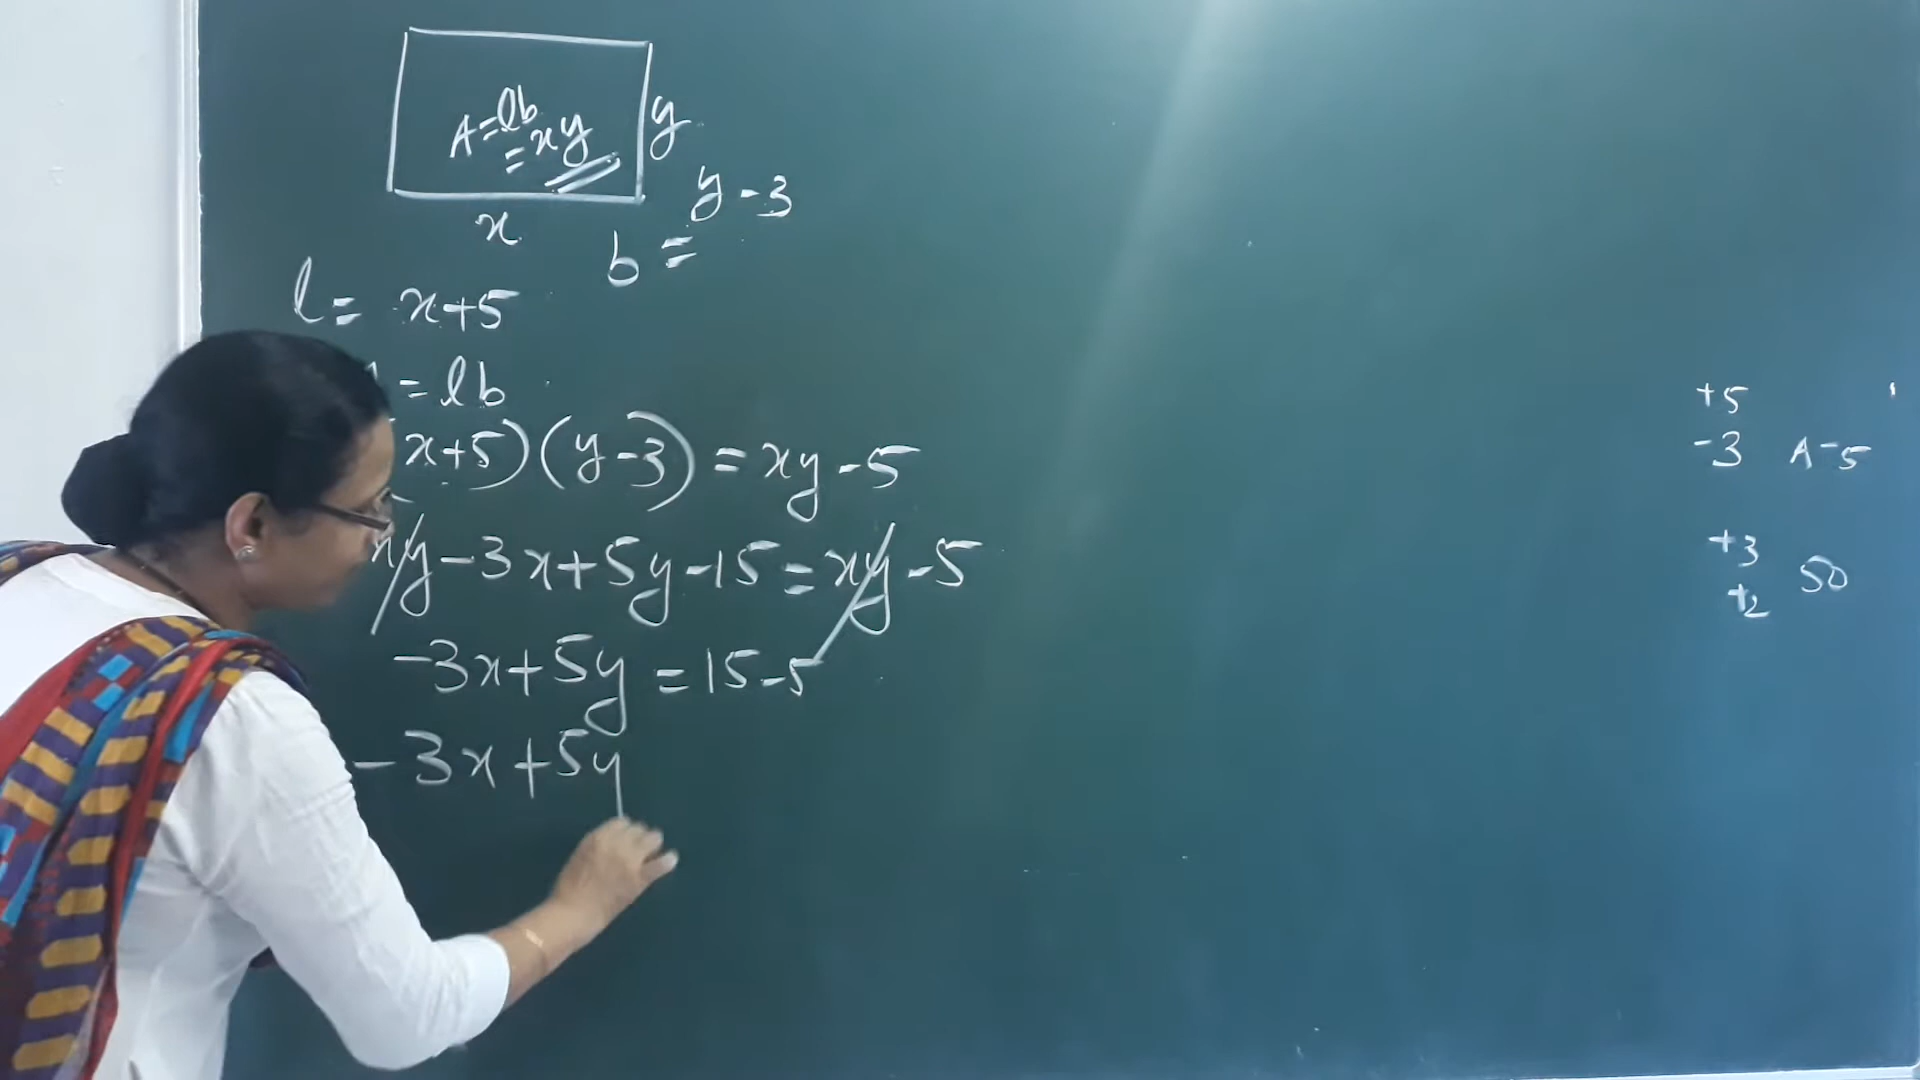 A = lb
= xy
y
x
y - 3
b =
l = x+5
= lb
x+5) (y-3) = xy - 5
xy - 3x + 5y - 15 = xy - 5
-3x + 5y = 15 - 5
-3x + 5y
+5
-3 A-5
+3
+2 50